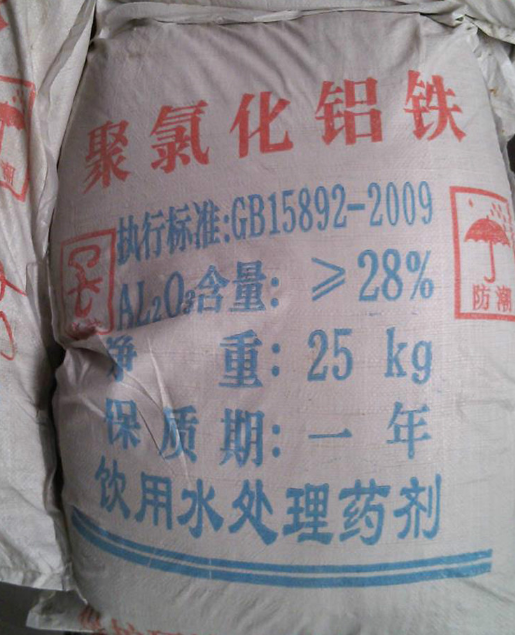 聚氯化铝铁
执行标准:GB15892-2009
AL₂O₃含量:≥28%
净 重:25 kg
保质期:一年
饮用水处理药剂
防潮